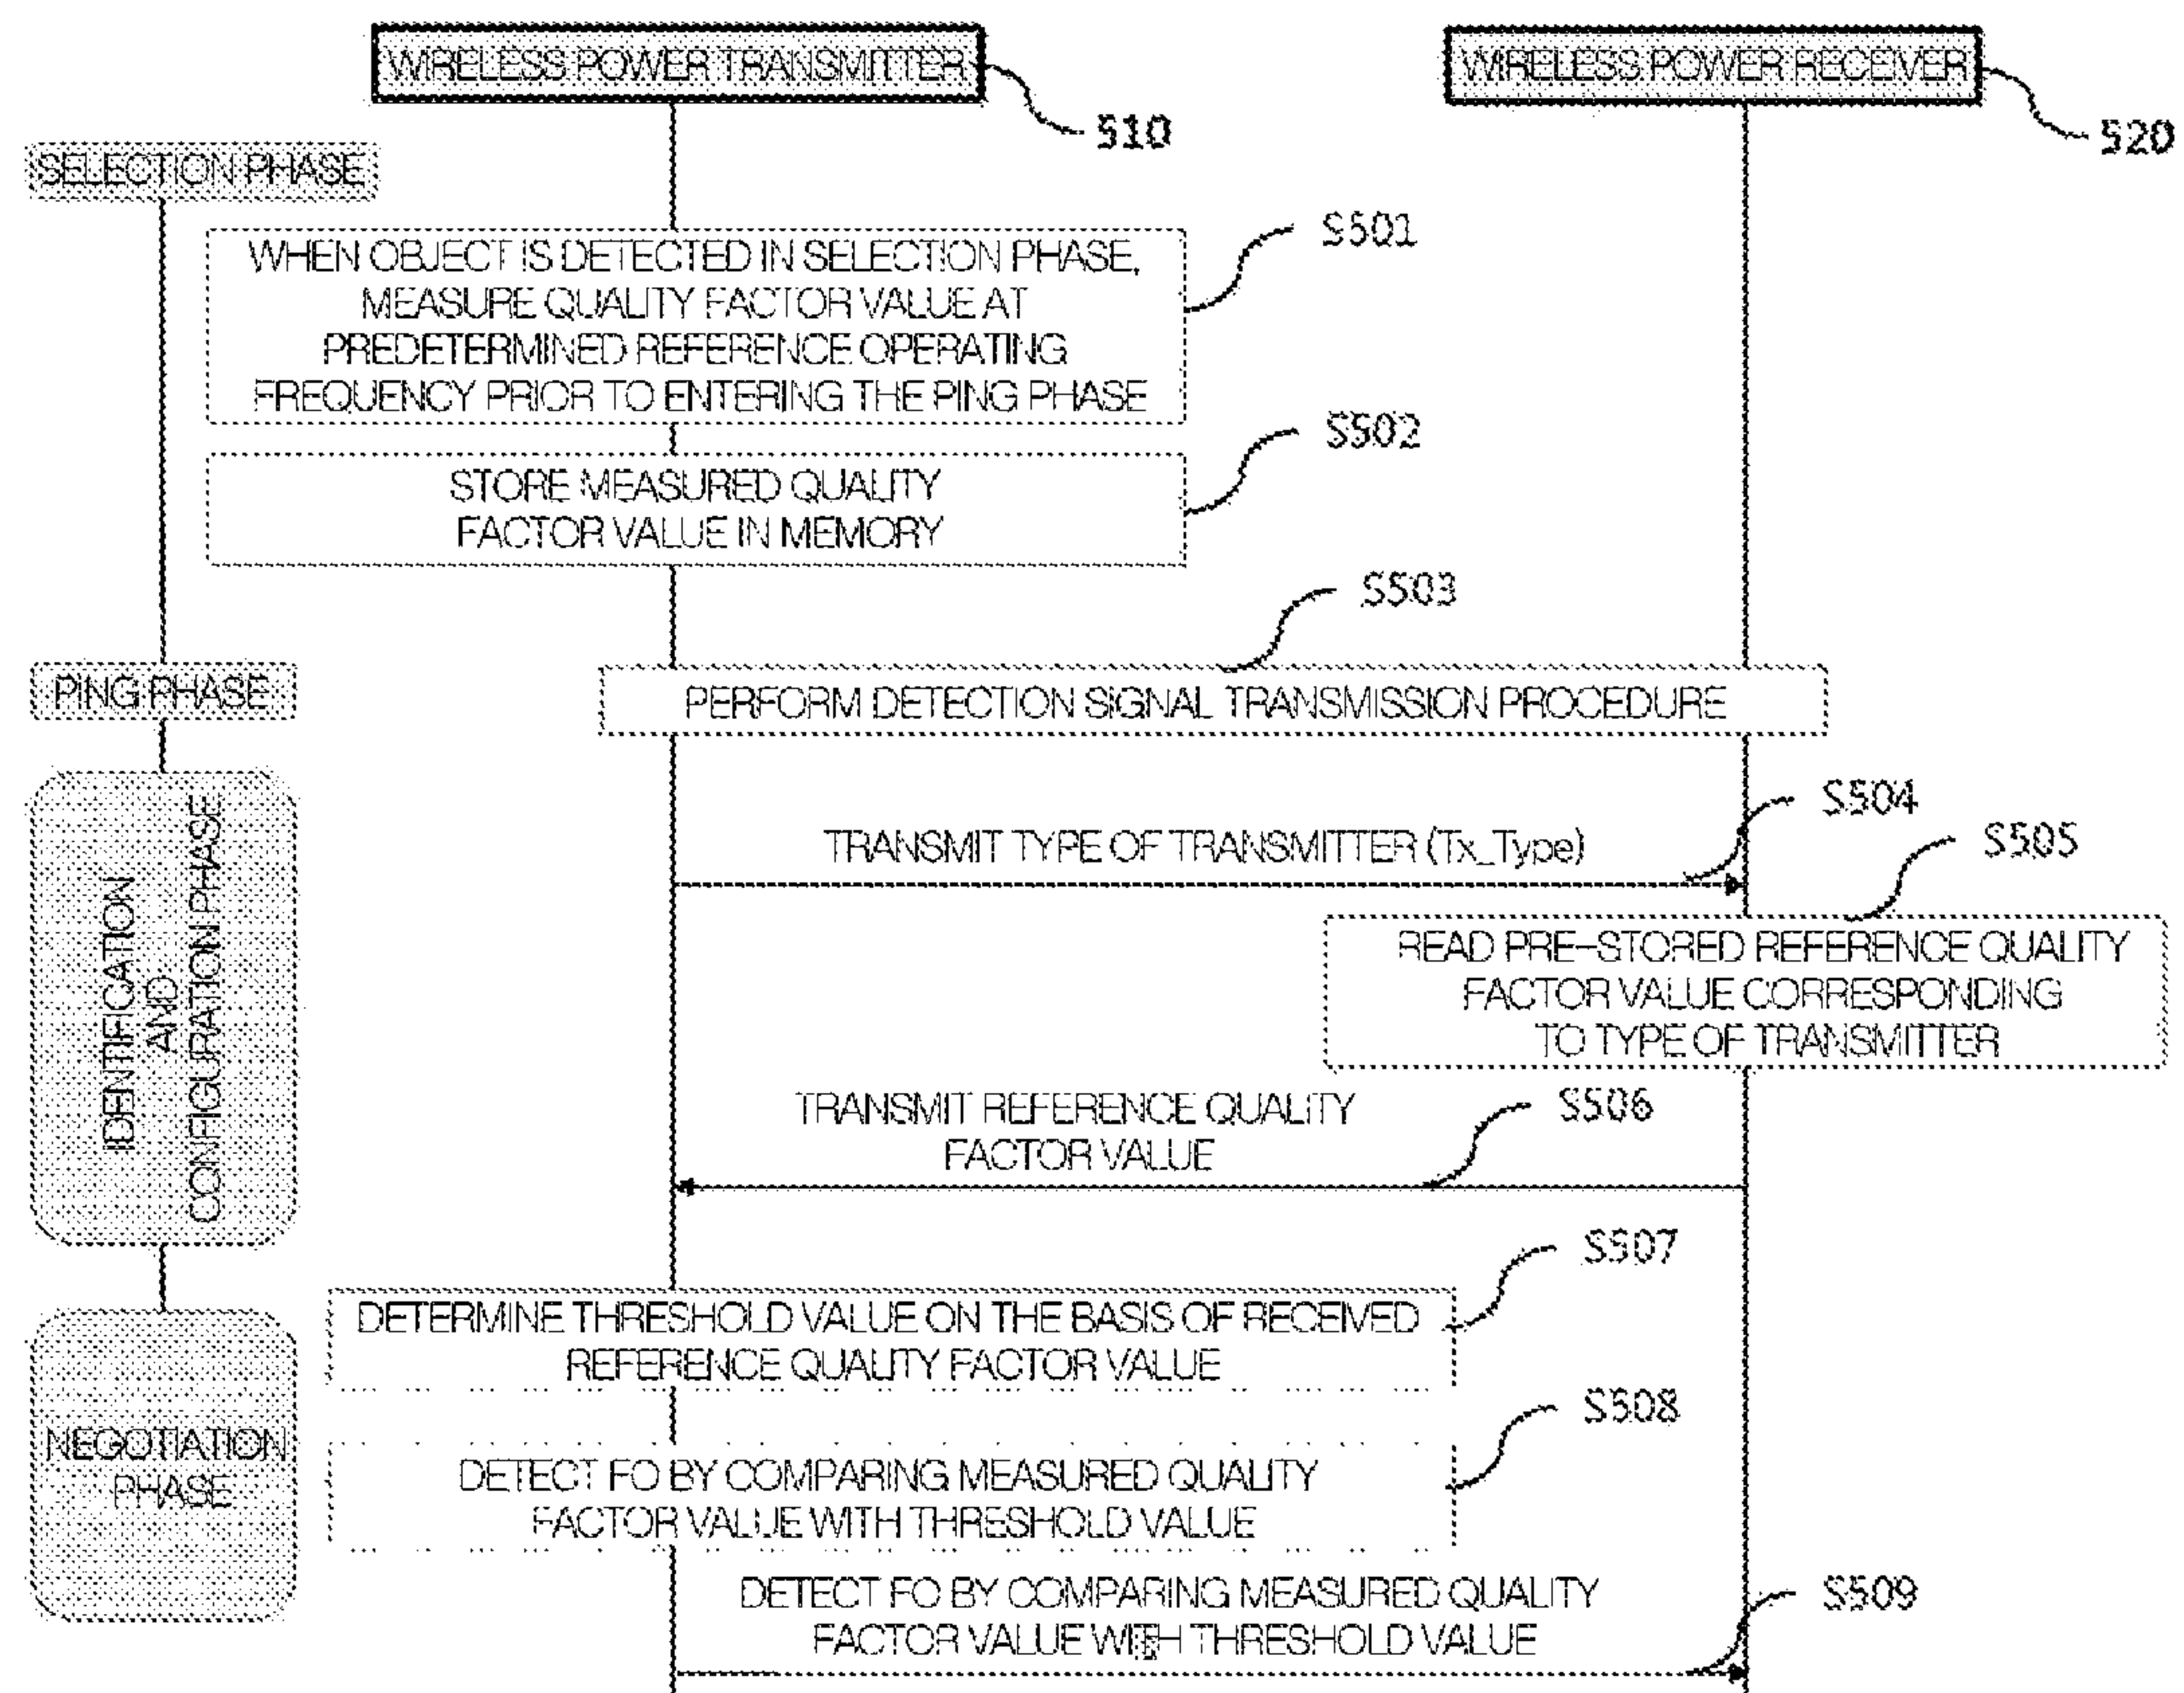 WIRELESS POWER TRANSMITTER
510
WIRELESS POWER RECEIVER
520
SELECTION PHASE
S501
WHEN OBJECT IS DETECTED IN SELECTION PHASE,
MEASURE QUALITY FACTOR VALUE AT
PREDETERMINED REFERENCE OPERATING
FREQUENCY PRIOR TO ENTERING THE PING PHASE
S502
STORE MEASURED QUALITY
FACTOR VALUE IN MEMORY
S503
PING PHASE
PERFORM DETECTION SIGNAL TRANSMISSION PROCEDURE
IDENTIFICATION
AND
CONFIGURATION PHASE
S504
TRANSMIT TYPE OF TRANSMITTER (Tx_Type)
S505
READ PRE-STORED REFERENCE QUALITY
FACTOR VALUE CORRESPONDING
TO TYPE OF TRANSMITTER
S506
TRANSMIT REFERENCE QUALITY
FACTOR VALUE
S507
DETERMINE THRESHOLD VALUE ON THE BASIS OF RECEIVED
REFERENCE QUALITY FACTOR VALUE
S508
NEGOTIATION
PHASE
DETECT FO BY COMPARING MEASURED QUALITY
FACTOR VALUE WITH THRESHOLD VALUE
S509
DETECT FO BY COMPARING MEASURED QUALITY
FACTOR VALUE WITH THRESHOLD VALUE